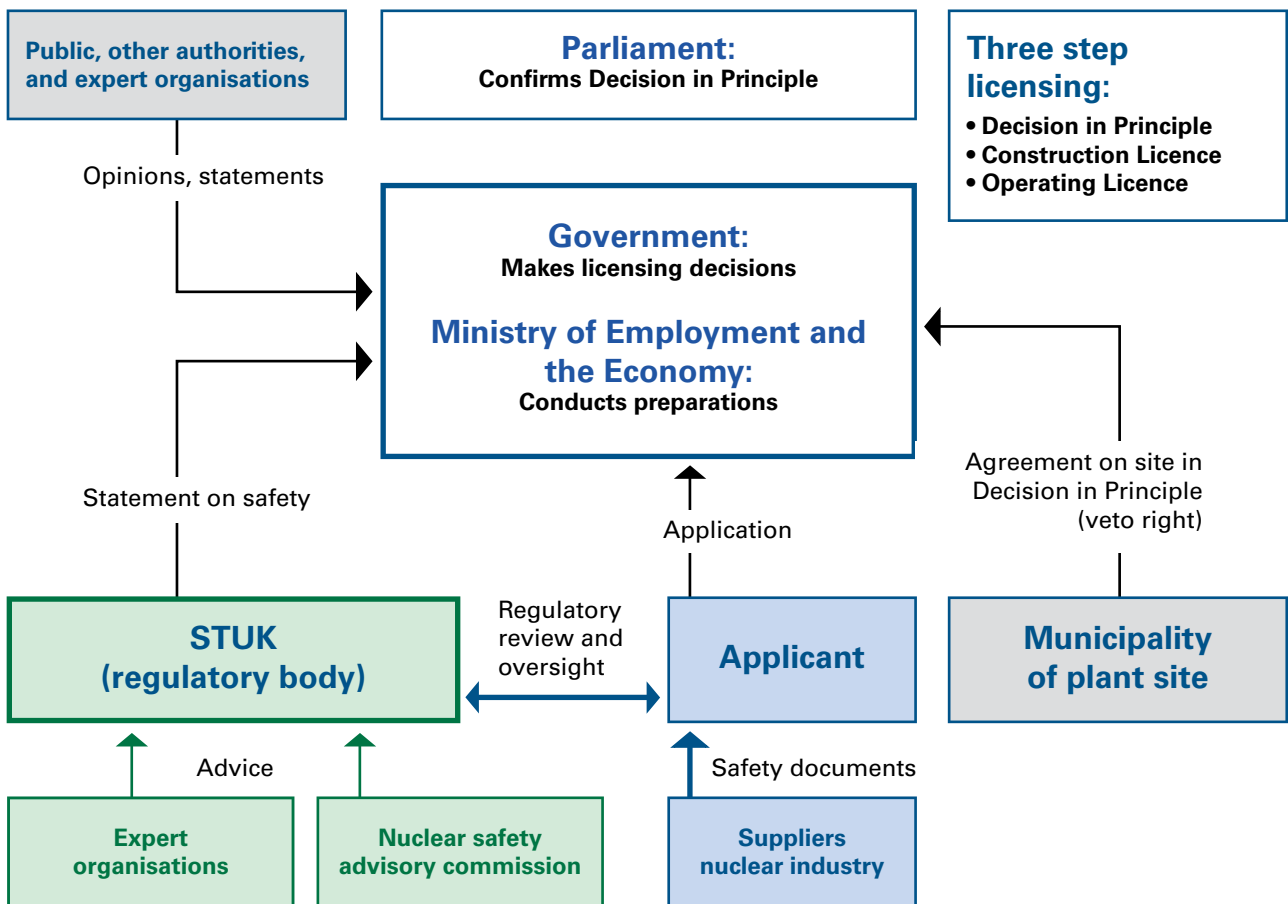 Public, other authorities,
and expert organisations
Parliament:
Confirms Decision in Principle
Three step
licensing:
• Decision in Principle
• Construction Licence
• Operating Licence
Opinions, statements
Government:
Makes licensing decisions
Ministry of Employment and
the Economy:
Conducts preparations
Statement on safety
Application
Agreement on site in
Decision in Principle
(veto right)
STUK
(regulatory body)
Regulatory
review and
oversight
Applicant
Municipality
of plant site
Advice
Safety documents
Expert
organisations
Nuclear safety
advisory commission
Suppliers
nuclear industry